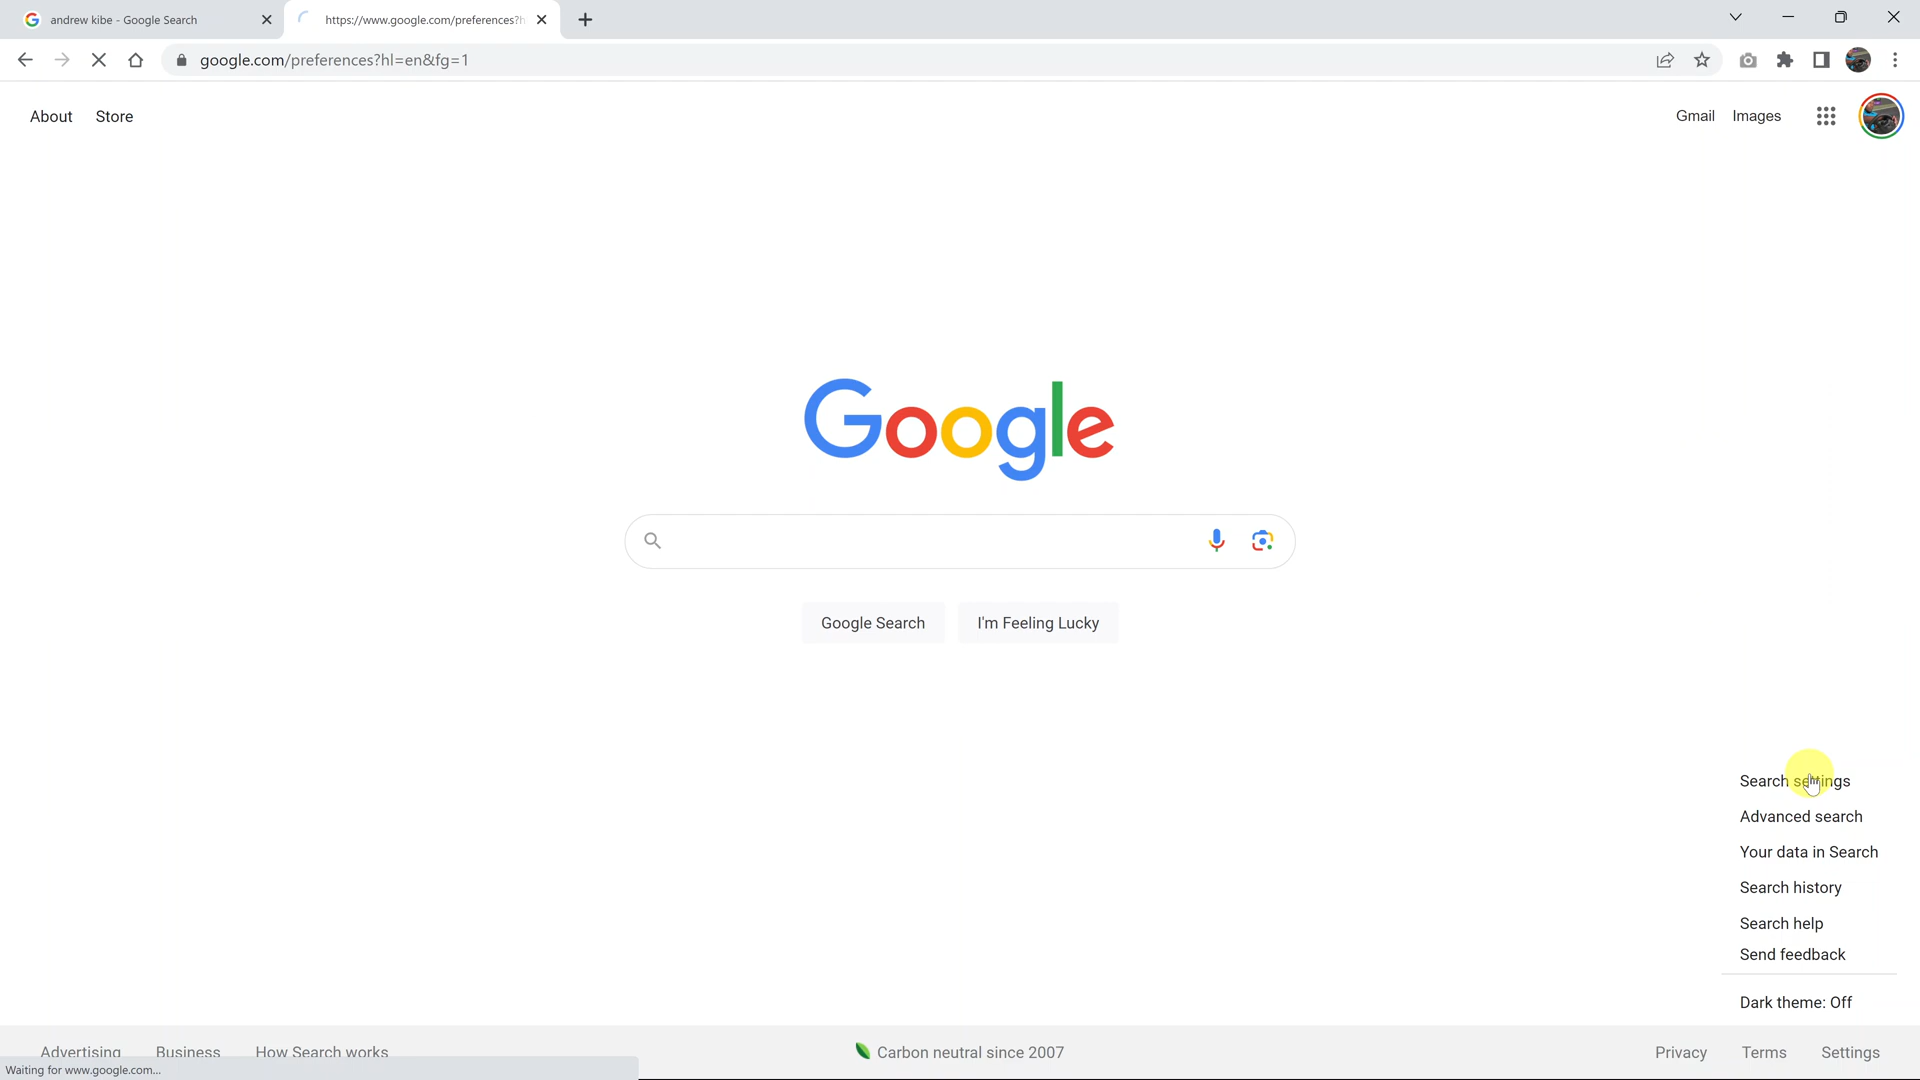 andrew kibe - Google Search
https://www.google.com/preferences?h
google.com/preferences?hl=en&fg=1
About Store
Gmail Images
Google
Google Search I'm Feeling Lucky
Search settings
Advanced search
Your data in Search
Search history
Search help
Send feedback
Dark theme: Off
Advertising Business How Search works
Carbon neutral since 2007
Privacy Terms Settings
Waiting for www.google.com...